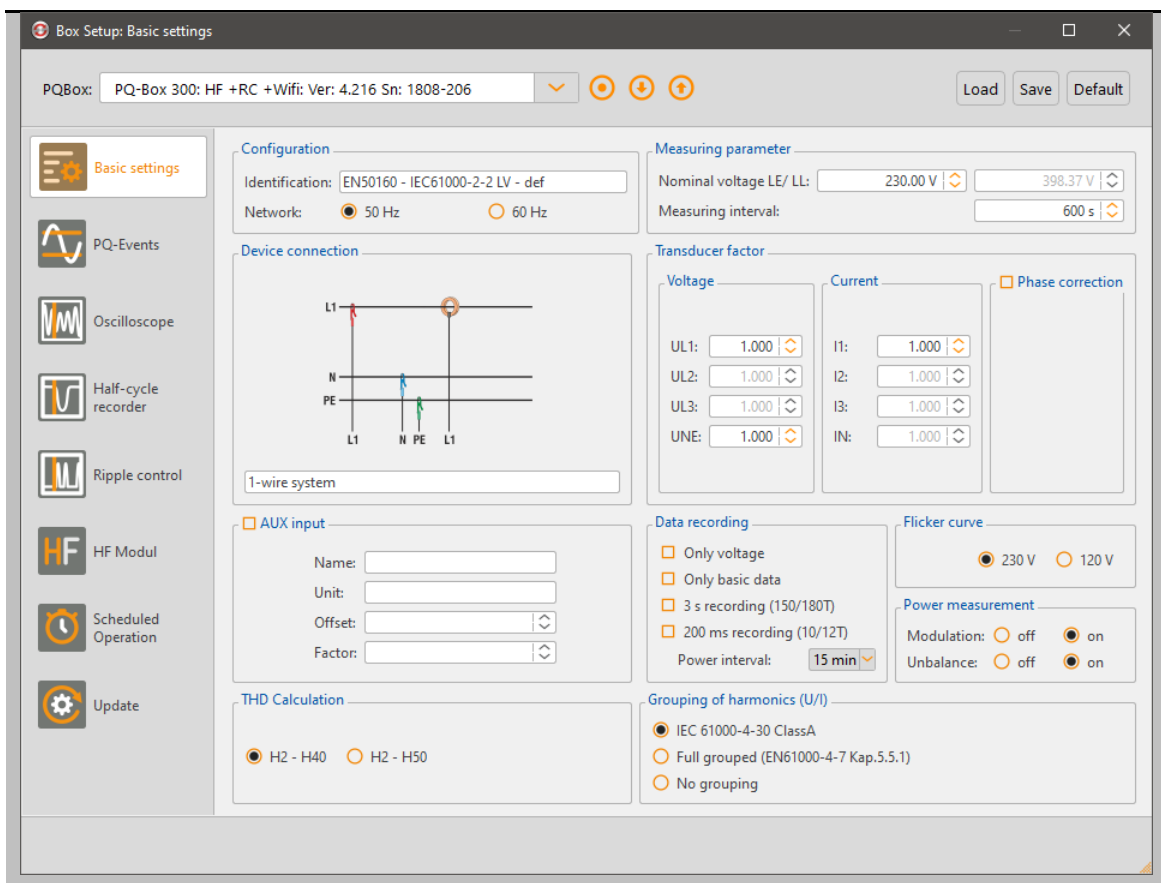 Box Setup: Basic settings
PQBox: PQ-Box 300: HF +RC +Wifi: Ver: 4.216 Sn: 1808-206 Load Save Default
Basic settings
PQ-Events
Oscilloscope
Half-cycle
recorder
Ripple control
HF HF Modul
Scheduled
Operation
Update
Configuration
Identification: EN50160 - IEC61000-2-2 LV - def
Network: 50 Hz 60 Hz
Measuring parameter
Nominal voltage LE/ LL: 230.00 V 398.37 V
Measuring interval: 600 s
Device connection
L1
N
PE
L1 N PE L1
1-wire system
Transducer factor
Voltage Current Phase correction
UL1: 1.000 I1: 1.000
UL2: 1.000 I2: 1.000
UL3: 1.000 I3: 1.000
UNE: 1.000 IN: 1.000
AUX input
Name:
Unit:
Offset:
Factor:
Data recording
Only voltage
Only basic data
3 s recording (150/180T)
200 ms recording (10/12T)
Power interval: 15 min
Flicker curve
230 V 120 V
Power measurement
Modulation: off on
Unbalance: off on
THD Calculation
H2 - H40 H2 - H50
Grouping of harmonics (U/I)
IEC 61000-4-30 ClassA
Full grouped (EN61000-4-7 Kap.5.5.1)
No grouping